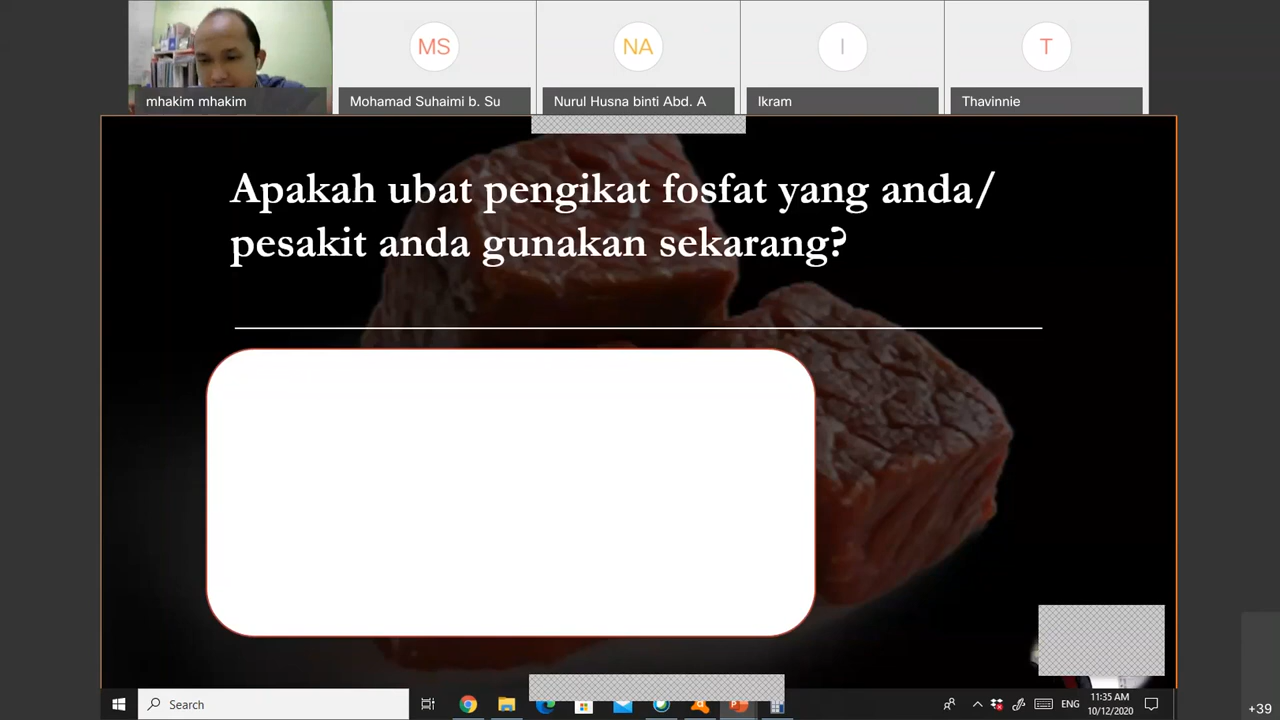 MS
NA
I
T
mhakim mhakim
Mohamad Suhaimi b. Su
Nurul Husna binti Abd. A
Ikram
Thavinnie
Apakah ubat pengikat fosfat yang anda/
pesakit anda gunakan sekarang?
Search
ENG
11:35 AM
10/12/2020
+39